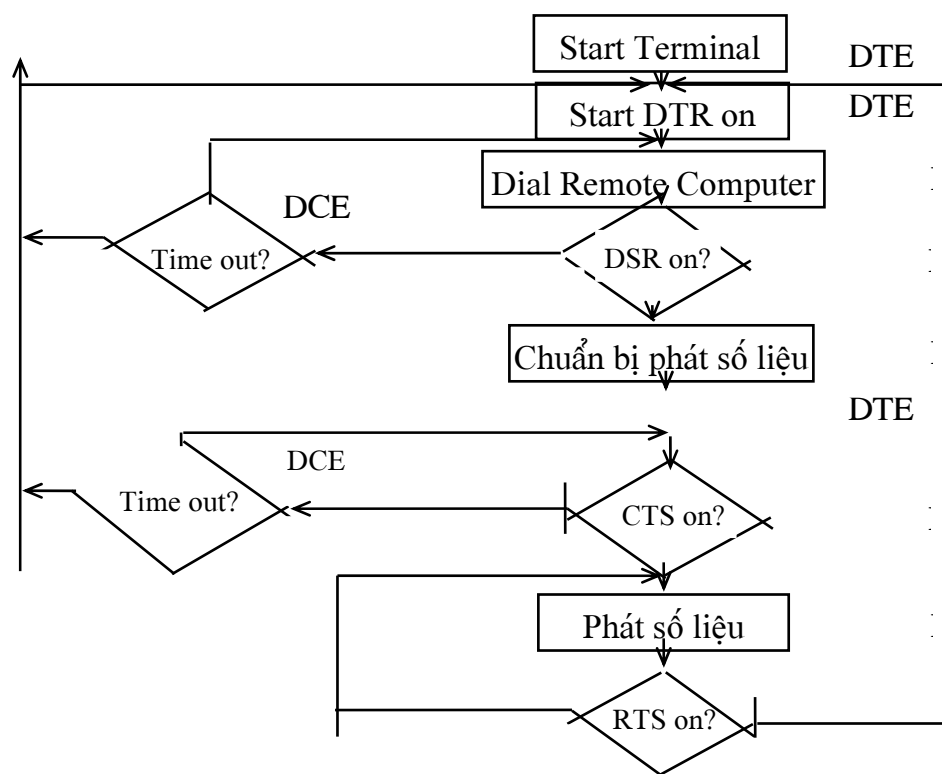 Start Terminal
DTE
Start DTR on
DTE
Dial Remote Computer
DCE
Time out?
DSR on?
Chuẩn bị phát số liệu
DTE
DCE
Time out?
CTS on?
Phát số liệu
RTS on?